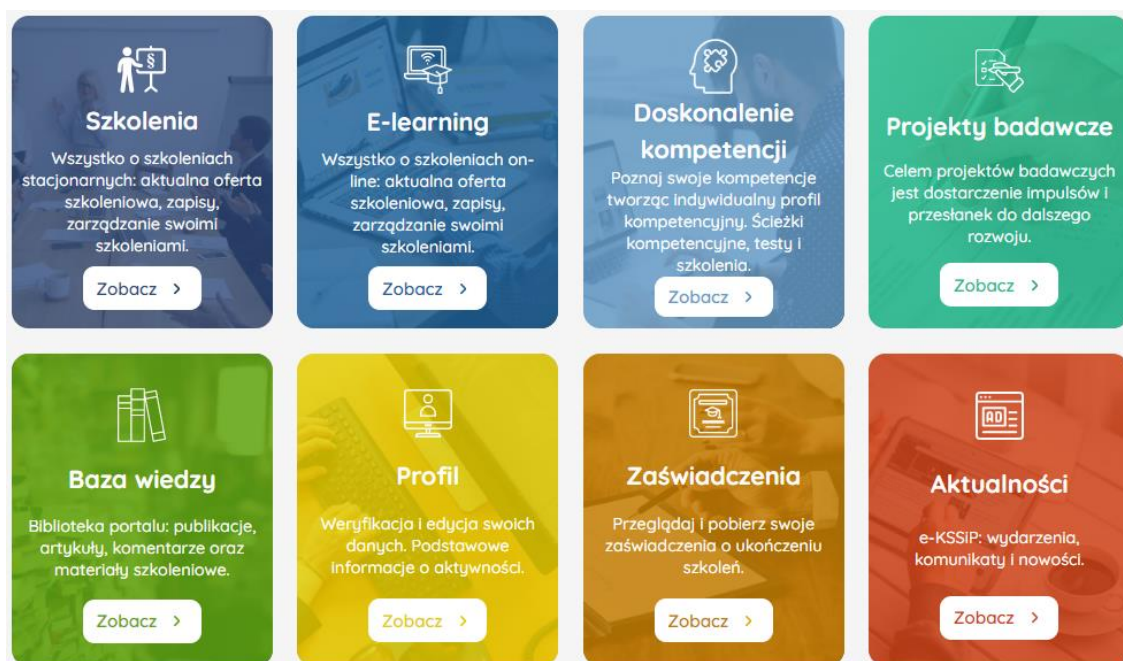 §
Szkolenia
Wszystko o szkoleniach
stacjonarnych: aktualna oferta
szkoleniowa, zapisy,
zarządzanie swoimi
szkoleniami.
Zobacz >
E-learning
Wszystko o szkoleniach on-
line: aktualna oferta
szkoleniowa, zapisy,
zarządzanie swoimi
szkoleniami.
Zobacz >
Doskonalenie
kompetencji
Poznaj swoje kompetencje
tworząc indywidualny profil
kompetencyjny. Ścieżki
kompetencyjne, testy i
szkolenia.
Zobacz >
Projekty badawcze
Celem projektów badawczych
jest dostarczenie impulsów i
przesłanek do dalszego
rozwoju.
Zobacz >
Baza wiedzy
Biblioteka portalu: publikacje,
artykuły, komentarze oraz
materiały szkoleniowe.
Zobacz >
Profil
Weryfikacja i edycja swoich
danych. Podstawowe
informacje o aktywności.
Zobacz >
Zaświadczenia
Przeglądaj i pobierz swoje
zaświadczenia o ukończeniu
szkoleń.
Zobacz >
AD
Aktualności
e-KSSiP: wydarzenia,
komunikaty i nowości.
Zobacz >